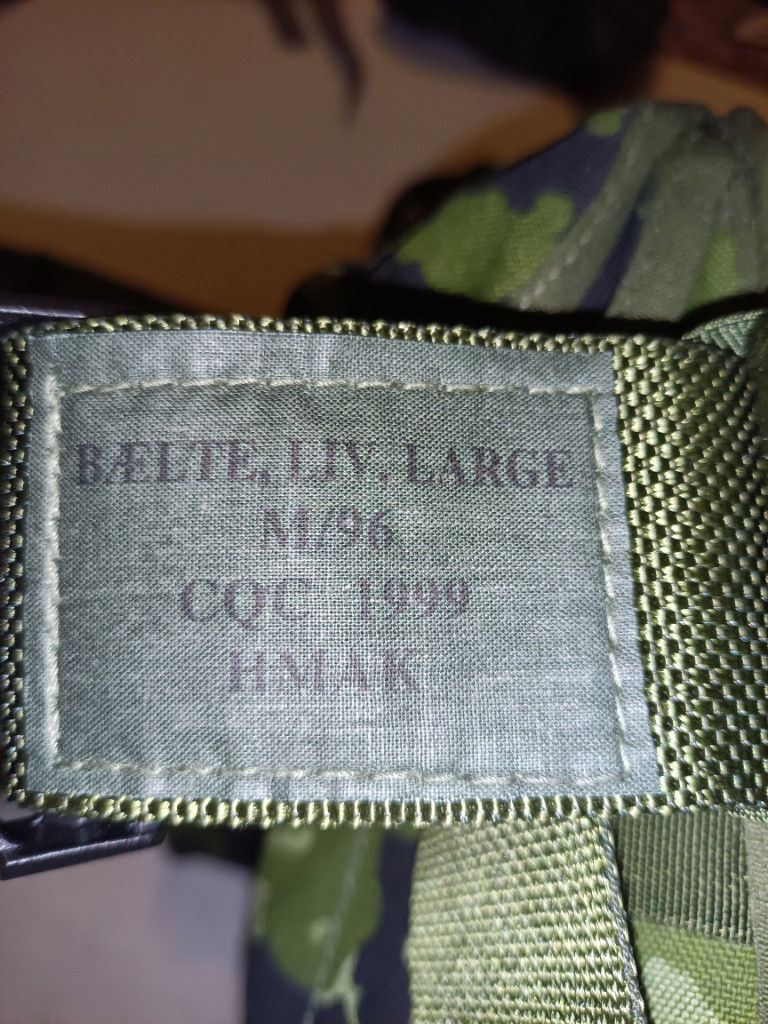 BÆLTE, LIV, LARGE
M/96
CQC 1999
HMAK